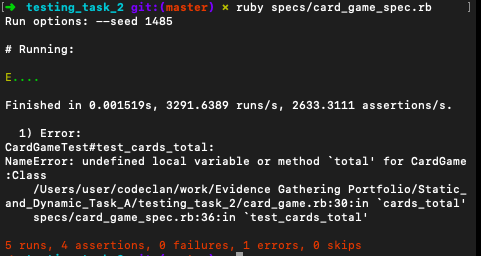 [➜  testing_task_2 git:(master) ✗ ruby specs/card_game_spec.rb ]
Run options: --seed 1485
# Running:
E....
Finished in 0.001519s, 3291.6389 runs/s, 2633.3111 assertions/s.
1) Error:
CardGameTest#test_cards_total:
NameError: undefined local variable or method `total' for CardGame
:Class
/Users/user/codeclan/work/Evidence Gathering Portfolio/Static_
and_Dynamic_Task_A/testing_task_2/card_game.rb:30:in `cards_total'
specs/card_game_spec.rb:36:in `test_cards_total'
5 runs, 4 assertions, 0 failures, 1 errors, 0 skips